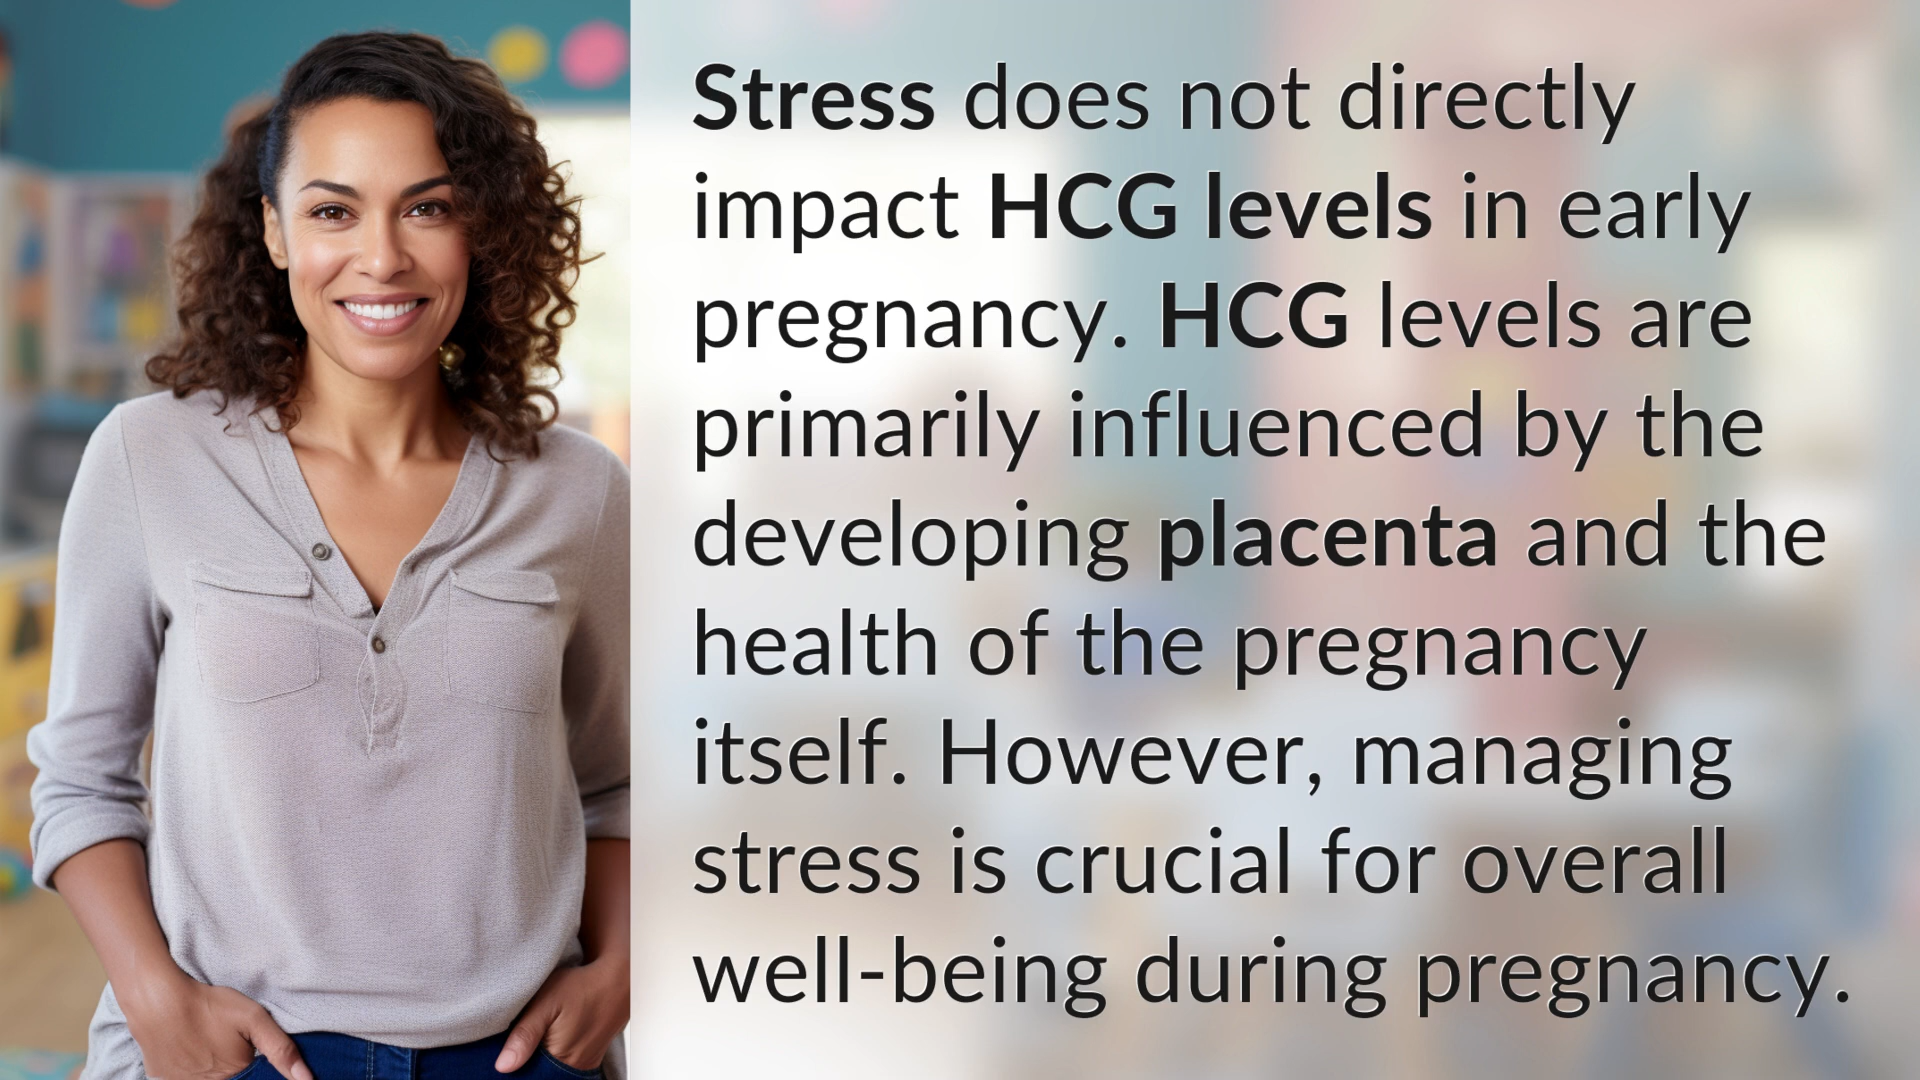 Stress does not directly
impact HCG levels in early
pregnancy. HCG levels are
primarily influenced by the
developing placenta and the
health of the pregnancy
itself. However, managing
stress is crucial for overall
well-being during pregnancy.